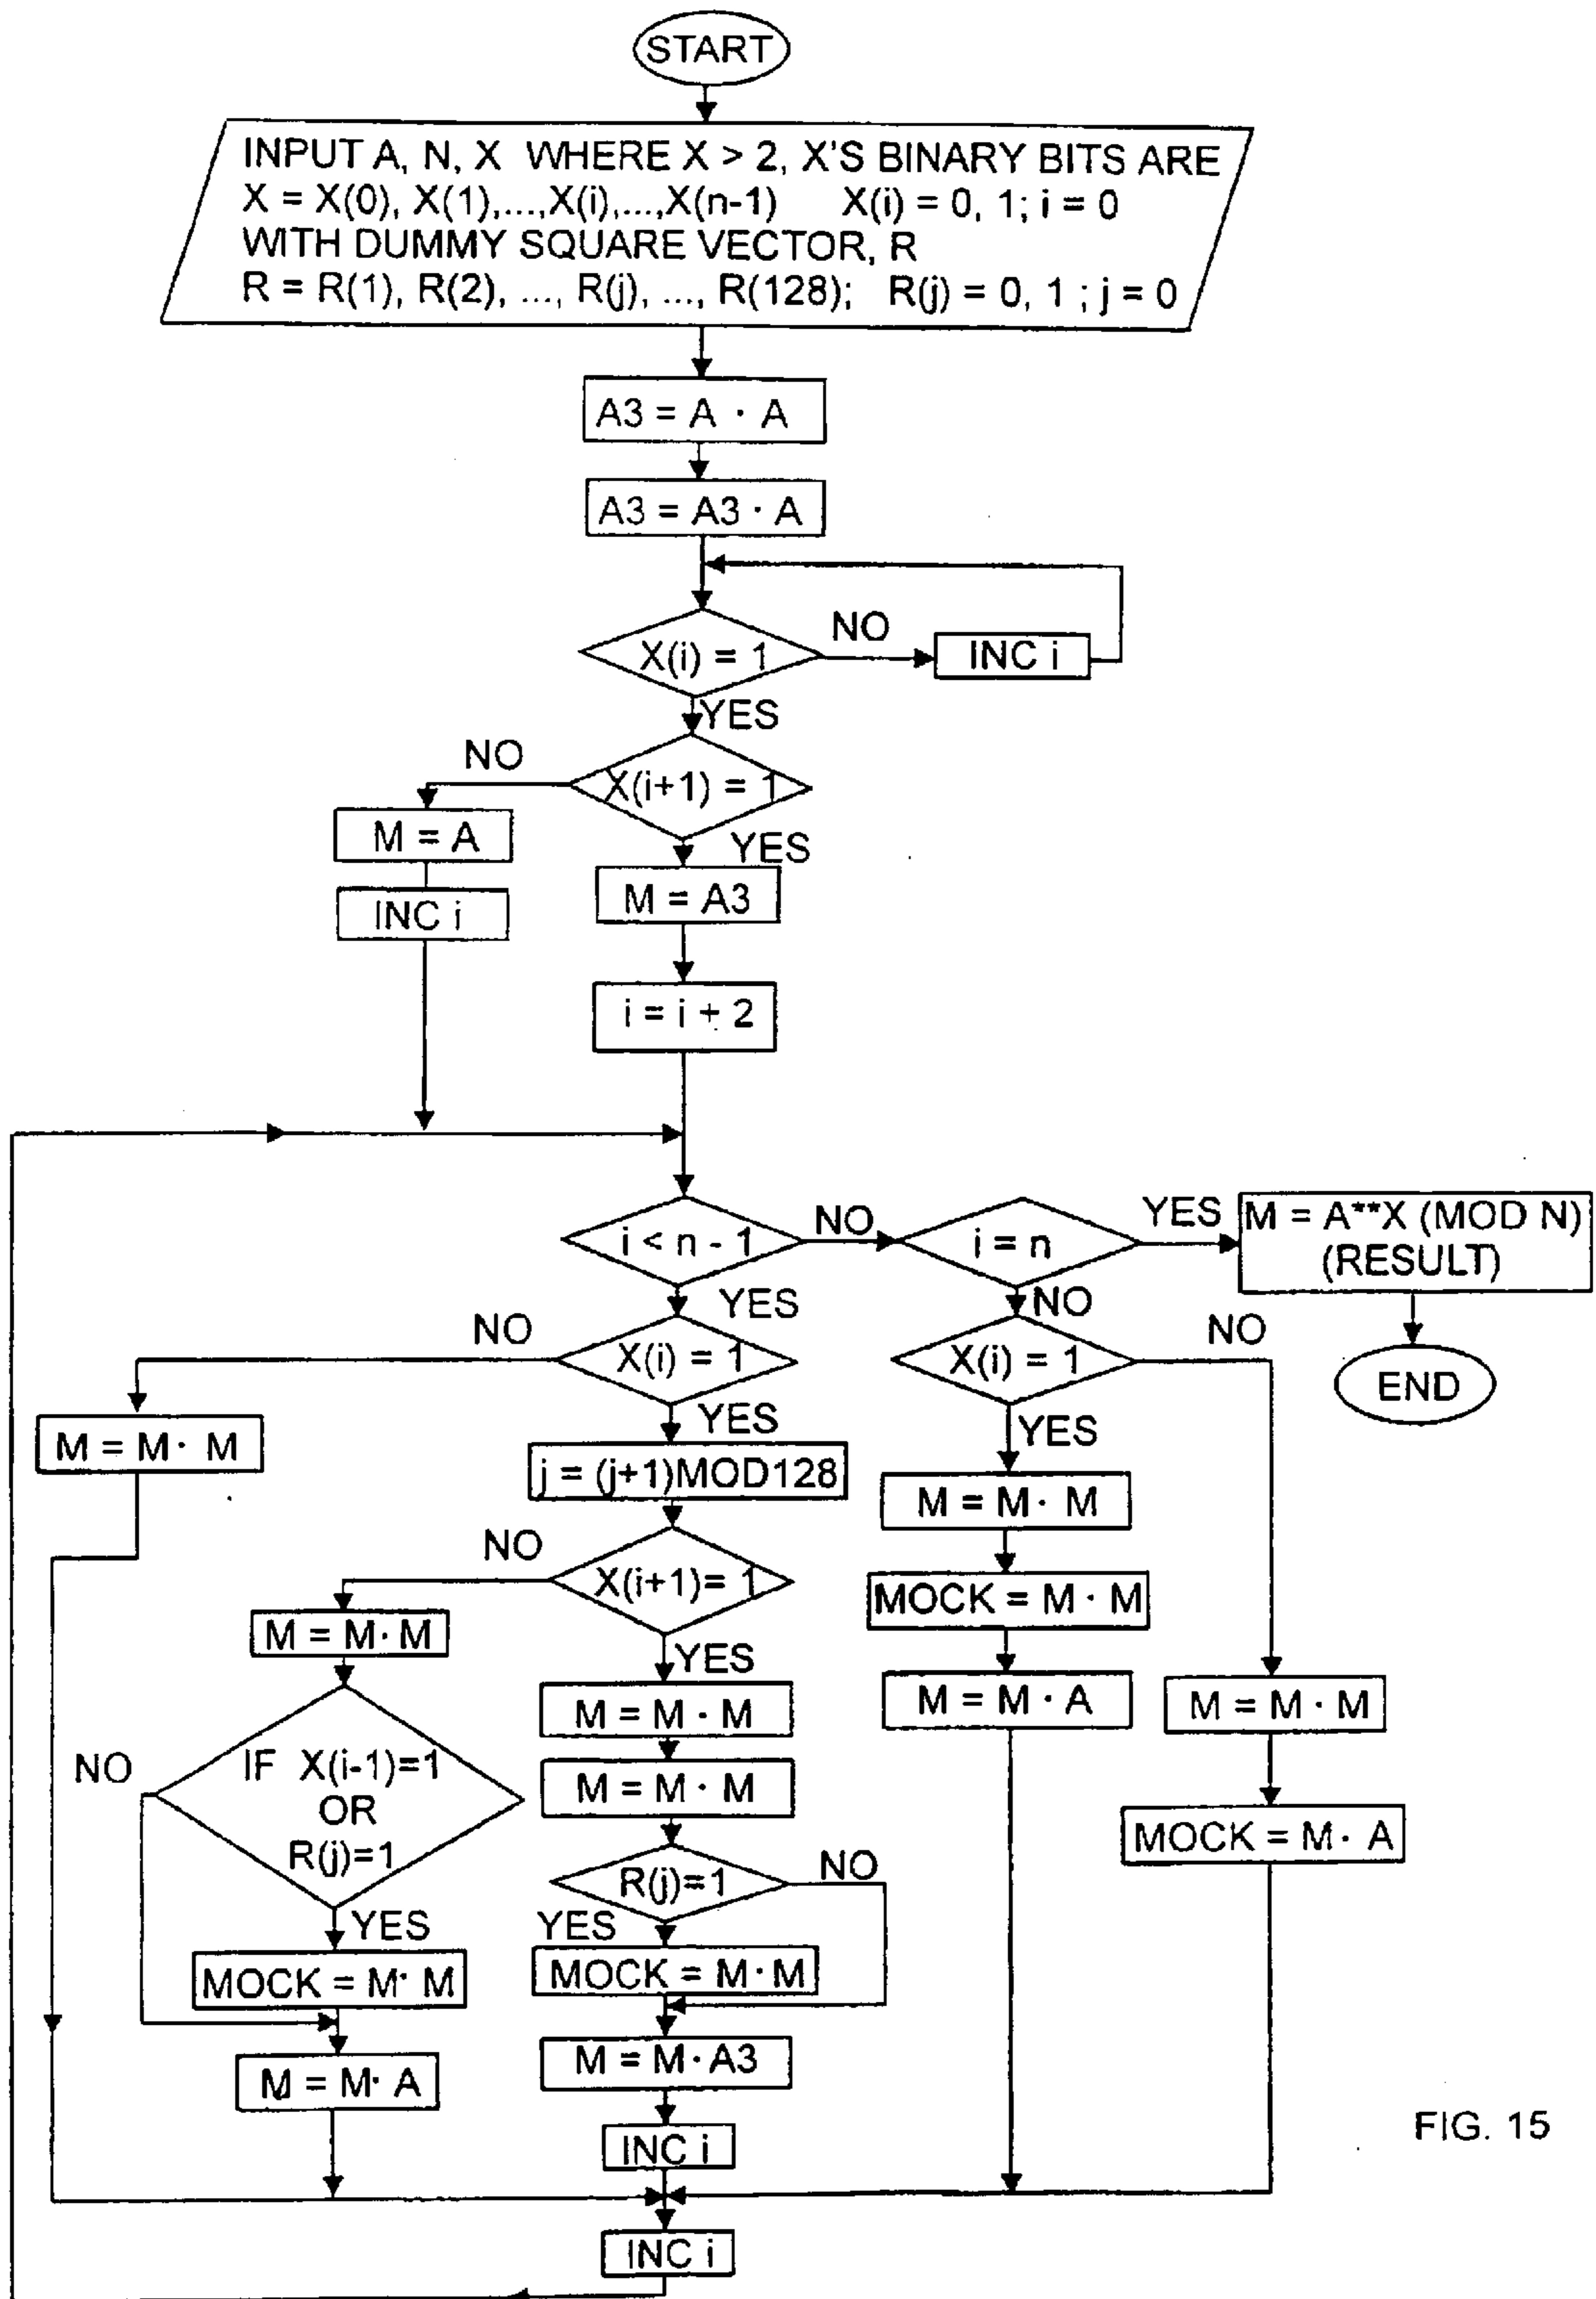 START
INPUT A, N, X WHERE X > 2, X'S BINARY BITS ARE
X = X(0), X(1),...,X(i),...,X(n-1) X(i) = 0, 1; i = 0
WITH DUMMY SQUARE VECTOR, R
R = R(1), R(2), ..., R(j), ..., R(128); R(j) = 0, 1 ; j = 0
A3 = A · A
A3 = A3 · A
X(i) = 1
NO
INC i
YES
X(i+1) = 1
NO
M = A
INC i
YES
M = A3
i = i + 2
i < n - 1
NO
i = n
YES
M = A**X (MOD N)
(RESULT)
END
YES
NO
X(i) = 1
NO
M = M · M
YES
j = (j+1)MOD128
X(i) = 1
NO
YES
M = M · M
MOCK = M · M
M = M · A
M = M · M
MOCK = M · A
X(i+1)= 1
NO
M = M · M
IF X(i-1)=1
OR
R(j)=1
NO
YES
MOCK = M · M
M = M · A
YES
M = M · M
M = M · M
R(j)=1
NO
YES
MOCK = M · M
M = M · A3
INC i
INC i
FIG. 15